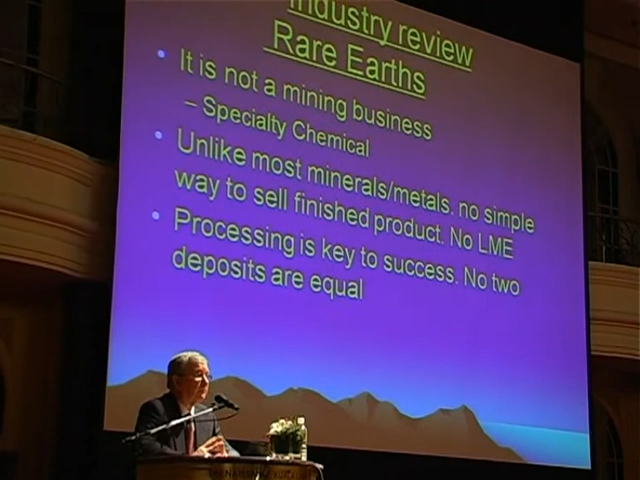 Industry review
Rare Earths
• It is not a mining business
– Specialty Chemical
• Unlike most minerals/metals, no simple
way to sell finished product. No LME
• Processing is key to success. No two
deposits are equal